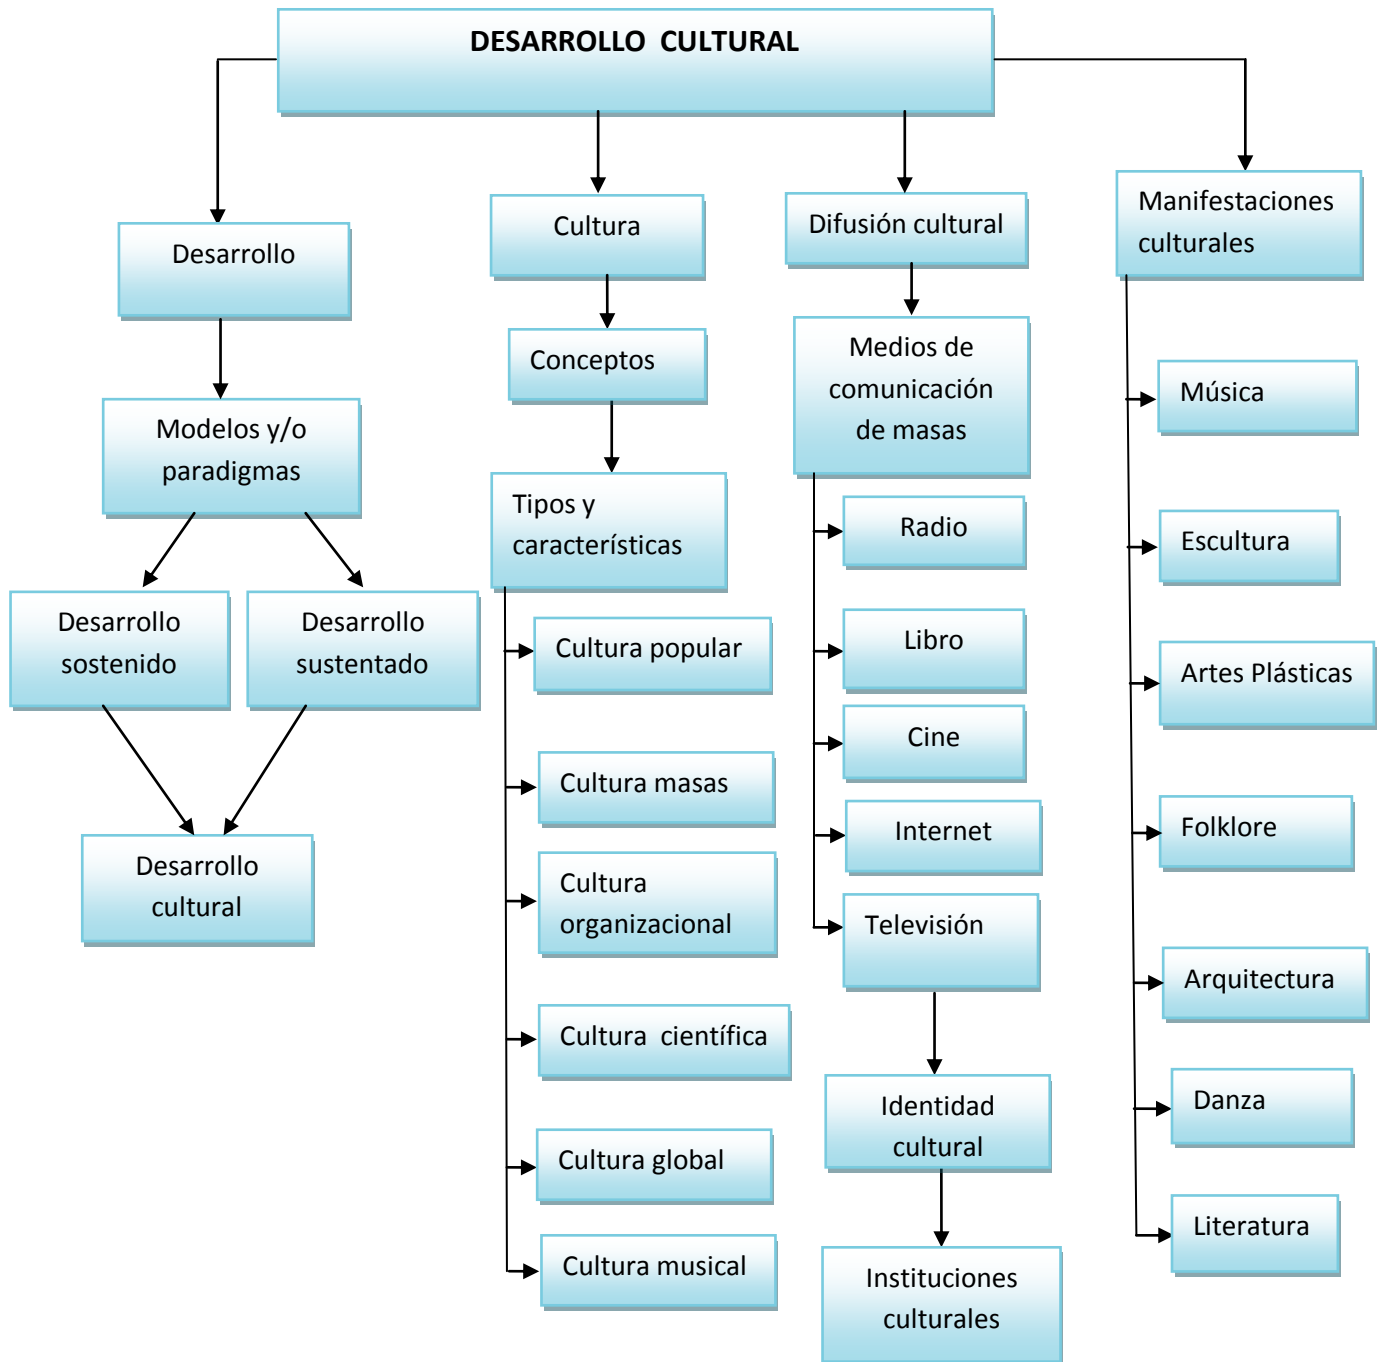 DESARROLLO CULTURAL
Desarrollo
Modelos y/o
paradigmas
Desarrollo
sostenido
Desarrollo
sustentado
Desarrollo
cultural
Cultura
Conceptos
Tipos y
características
Cultura popular
Cultura masas
Cultura
organizacional
Cultura científica
Cultura global
Cultura musical
Difusión cultural
Medios de
comunicación
de masas
Radio
Libro
Cine
Internet
Televisión
Identidad
cultural
Instituciones
culturales
Manifestaciones
culturales
Música
Escultura
Artes Plásticas
Folklore
Arquitectura
Danza
Literatura